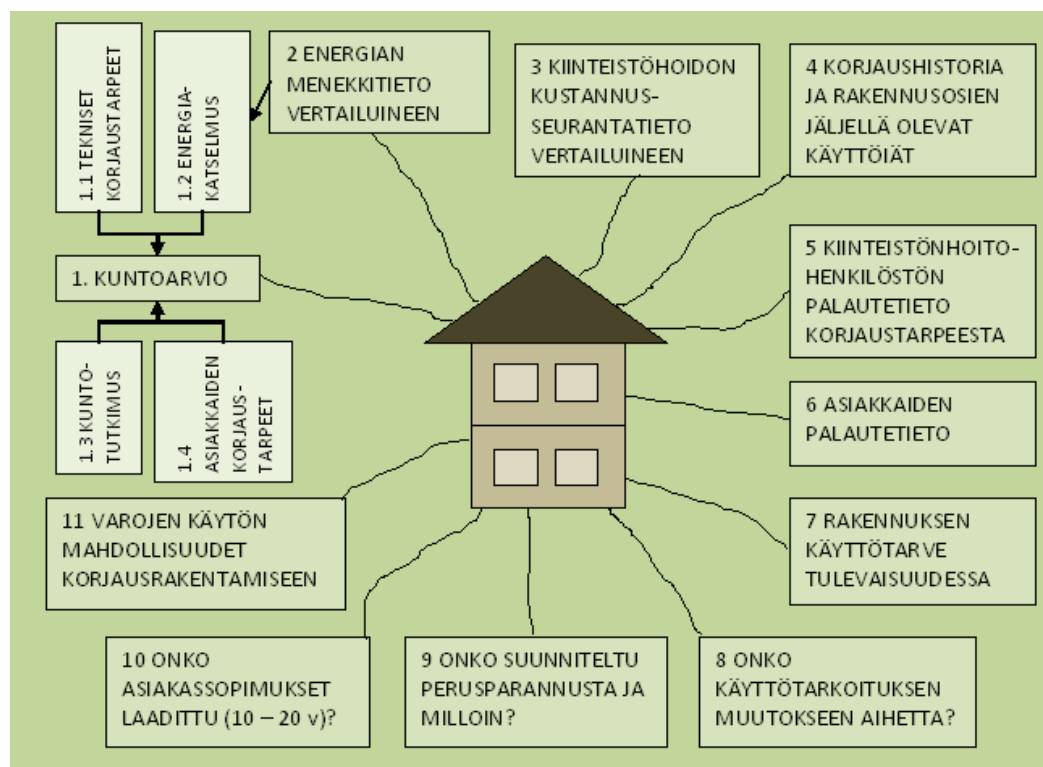 1.1 TEKNISET
KORJAUSTARPEET
1.2 ENERGIA-
KATSELMUS
2 ENERGIAN
MENEKKITIETO
VERTAILUINEEN
3 KIINTEISTÖHOIDON
KUSTANNUS-
SEURANTATIETO
VERTAILUINEEN
4 KORJAUSHISTORIA
JA RAKENNUSOSIEN
JÄLJELLÄ OLEVAT
KÄYTTÖIÄT
1. KUNTOARVIO
5 KIINTEISTÖNHOITO-
HENKILÖSTÖN
PALAUTETIETO
KORJAUSTARPEESTA
1.3 KUNTO-
TUTKIMUS
1.4
ASIAKKAIDEN
KORJAUS -
TARPEET
6 ASIAKKAIDEN
PALAUTETIETO
11 VAROJEN KÄYTÖN
MAHDOLLISUUDET
KORJAUSRAKENTAMISEEN
7 RAKENNUKSEN
KÄYTTÖTARVE
TULEVAISUUDESSA
10 ONKO
ASIAKASSOPIMUKSET
LAADITTU (10 – 20 v)?
9 ONKO SUUNNITELTU
PERUSPARANNUSTA JA
MILLOIN?
8 ONKO
KÄYTTÖTARKOITUKSEN
MUUTOKSEEN AIHETTA?